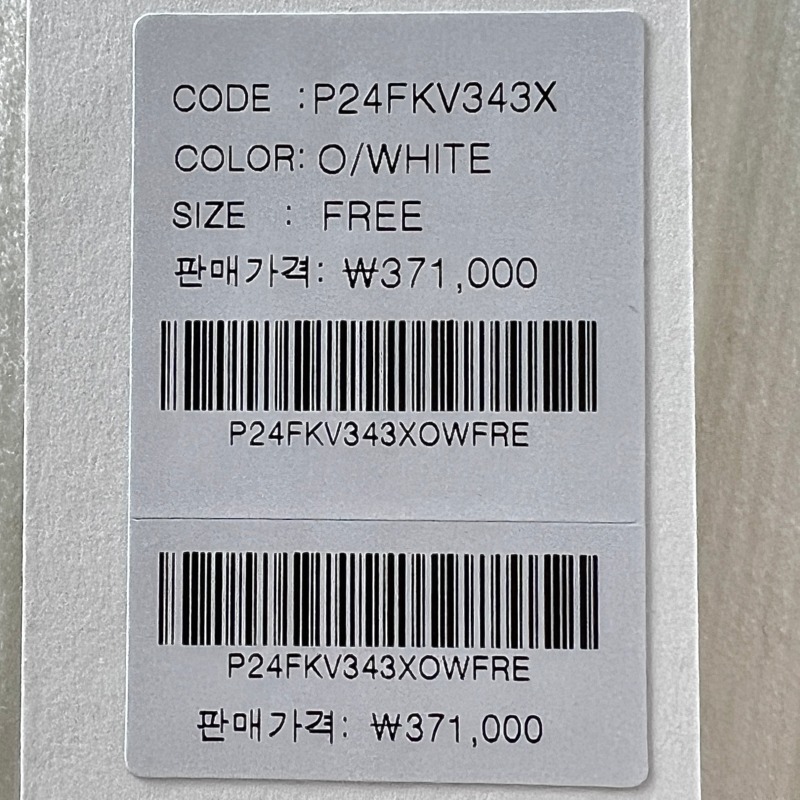 CODE : P24FKV343X
COLOR: O/WHITE
SIZE : FREE
판매가격: ₩371,000
P24FKV343XOWFRE
P24FKV343XOWFRE
판매가격: ₩371,000